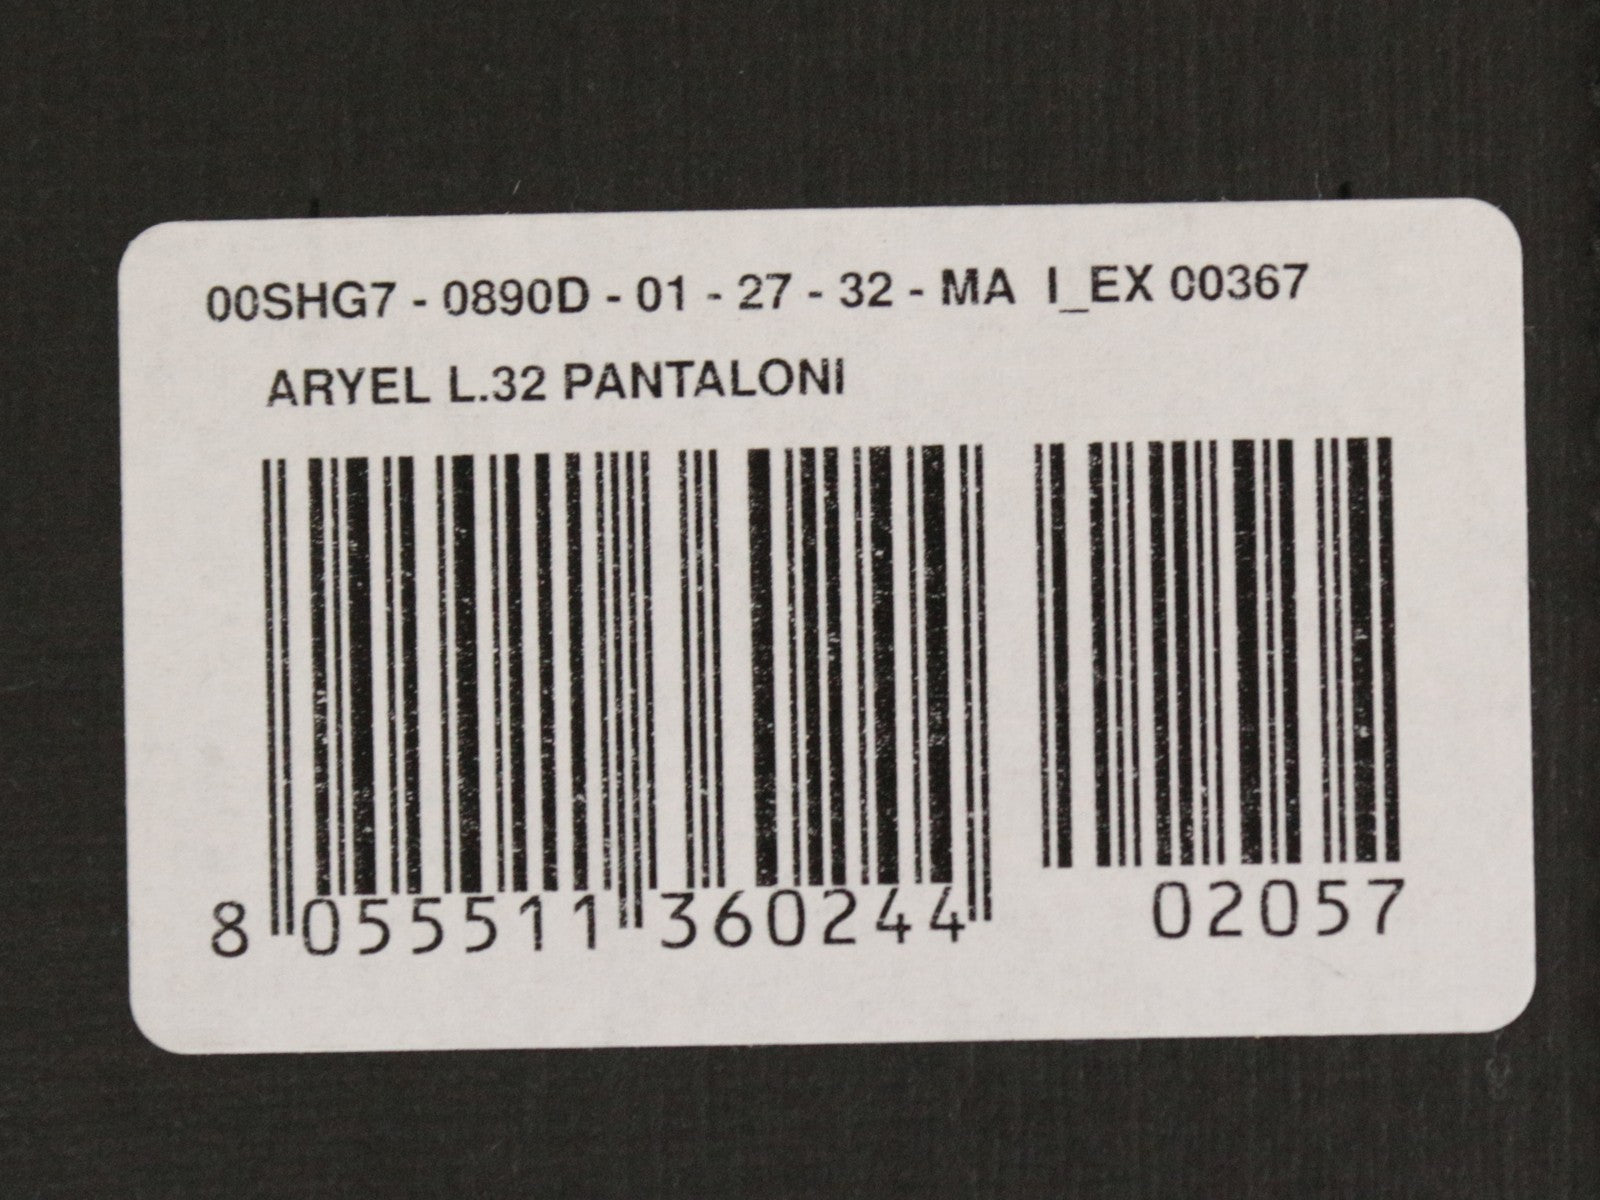 00SHG7 - 0890D - 01 - 27 - 32 - MA I_EX 00367
ARYEL L.32 PANTALONI
8 055511 360244 02057